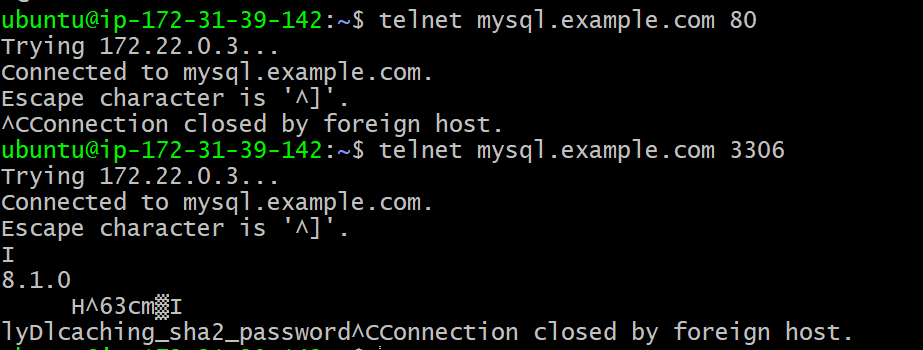 ubuntu@ip-172-31-39-142:~$ telnet mysql.example.com 80
Trying 172.22.0.3...
Connected to mysql.example.com.
Escape character is '^]'.
^CConnection closed by foreign host.
ubuntu@ip-172-31-39-142:~$ telnet mysql.example.com 3306
Trying 172.22.0.3...
Connected to mysql.example.com.
Escape character is '^]'.
I
8.1.0
H^63cm▒I
lyDlcaching_sha2_password^CConnection closed by foreign host.